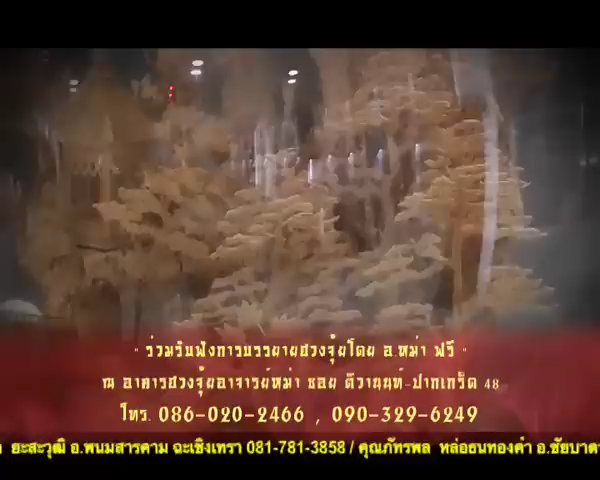 " ร่วมรับฟังการบรรยายฮวงจุ้ยโดย อ.หม่า ฟรี "
ณ อาคารฮวงจุ้ยอาจารย์หม่า ซอย ติวานนท์-ปากเกร็ด 48
โทร. 086-020-2466 , 090-329-6249
ยะสะวุฒิ อ.พนมสารคาม ฉะเชิงเทรา 081-781-3858 / คุณภัทรพล หล่อธนทองคำ อ.ชัยบาดา